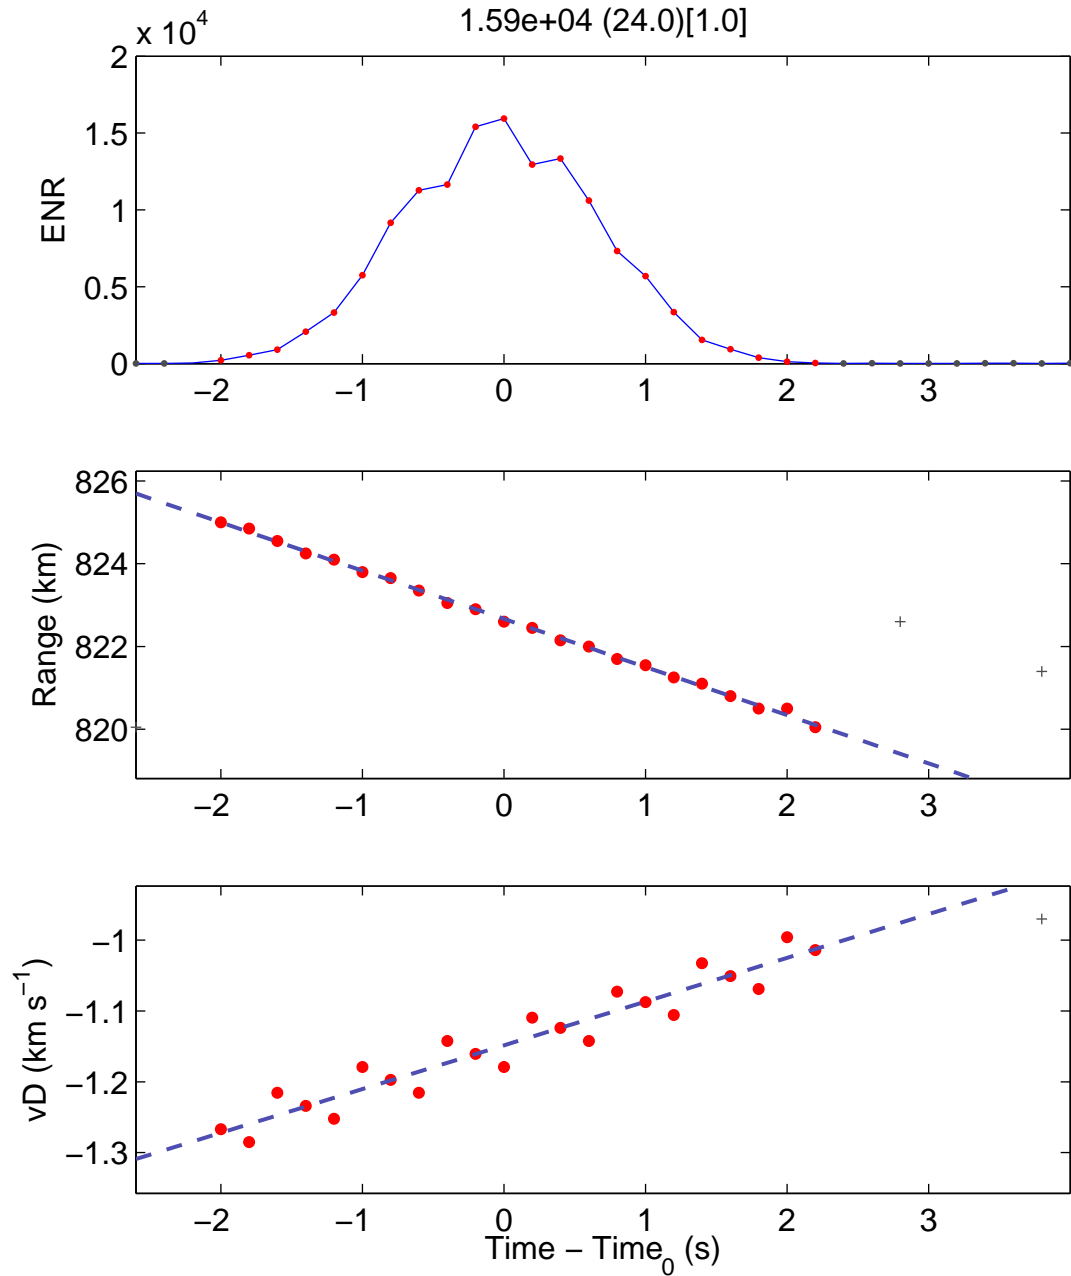 1.59e+04 (24.0)[1.0]
x 10^4
2
1.5
1
0.5
0
ENR
−2 −1 0 1 2 3
826
824
822
820
Range (km)
−2 −1 0 1 2 3
−1
−1.1
−1.2
−1.3
vD (km s^−1)
−2 −1 0 1 2 3
Time − Time_0 (s)